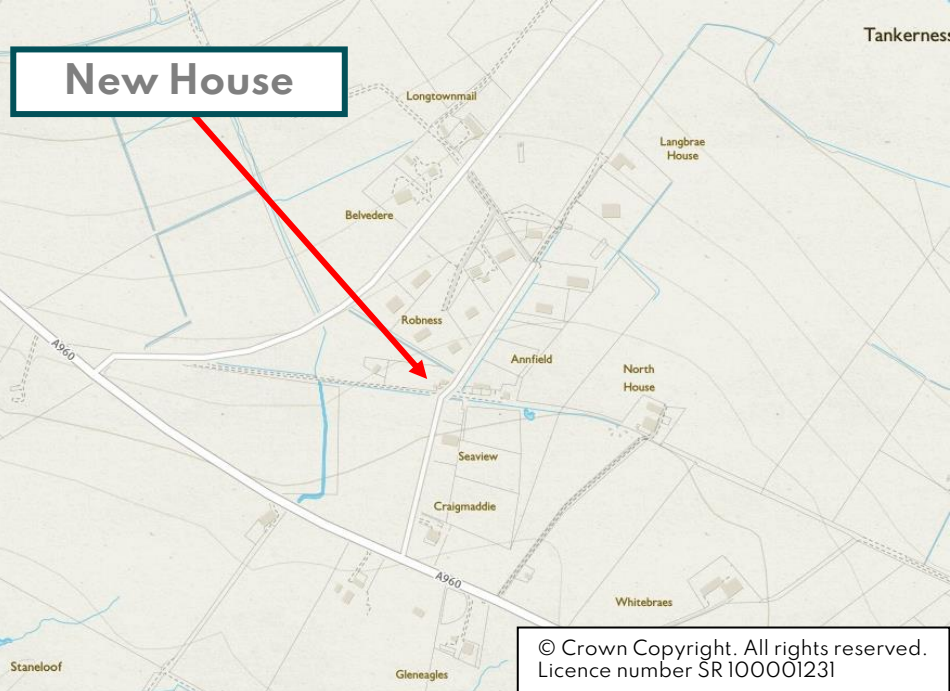 Tankerness
New House
Longtownmail
Langbrae
House
Belvedere
Robness
A960
Annfield
North
House
Seaview
Craigmaddie
A960
Whitebraes
Staneloof
Gleneagles
© Crown Copyright. All rights reserved.
Licence number SR 100001231